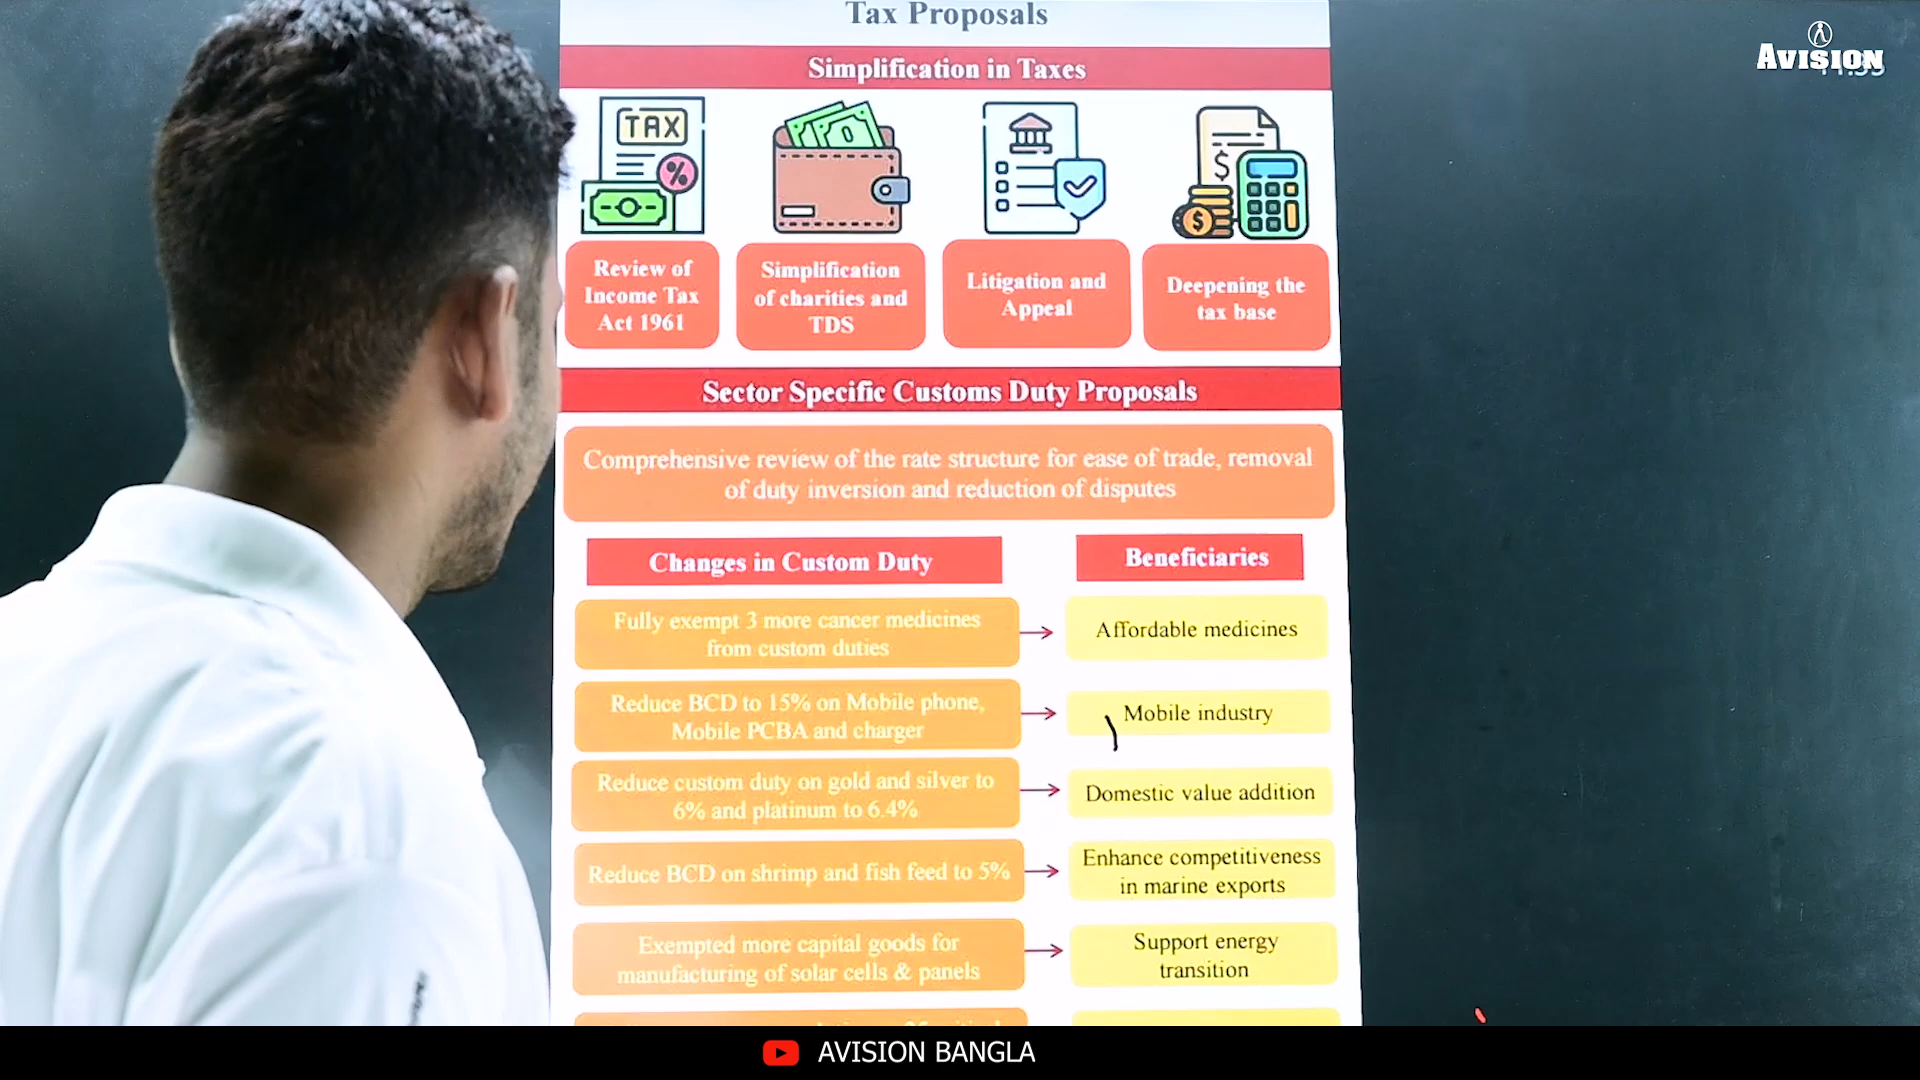 Tax Proposals
Simplification in Taxes
AVISION
TAX
%
$
$
Review of
Income Tax
Act 1961
Simplification
of charities and
TDS
Litigation and
Appeal
Deepening the
tax base
Sector Specific Customs Duty Proposals
Comprehensive review of the rate structure for ease of trade, removal
of duty inversion and reduction of disputes
Changes in Custom Duty
Beneficiaries
Fully exempt 3 more cancer medicines
from custom duties
Affordable medicines
Reduce BCD to 15% on Mobile phone,
Mobile PCBA and charger
Mobile industry
Reduce custom duty on gold and silver to
6% and platinum to 6.4%
Domestic value addition
Reduce BCD on shrimp and fish feed to 5%
Enhance competitiveness
in marine exports
Exempted more capital goods for
manufacturing of solar cells & panels
Support energy
transition
AVISION BANGLA